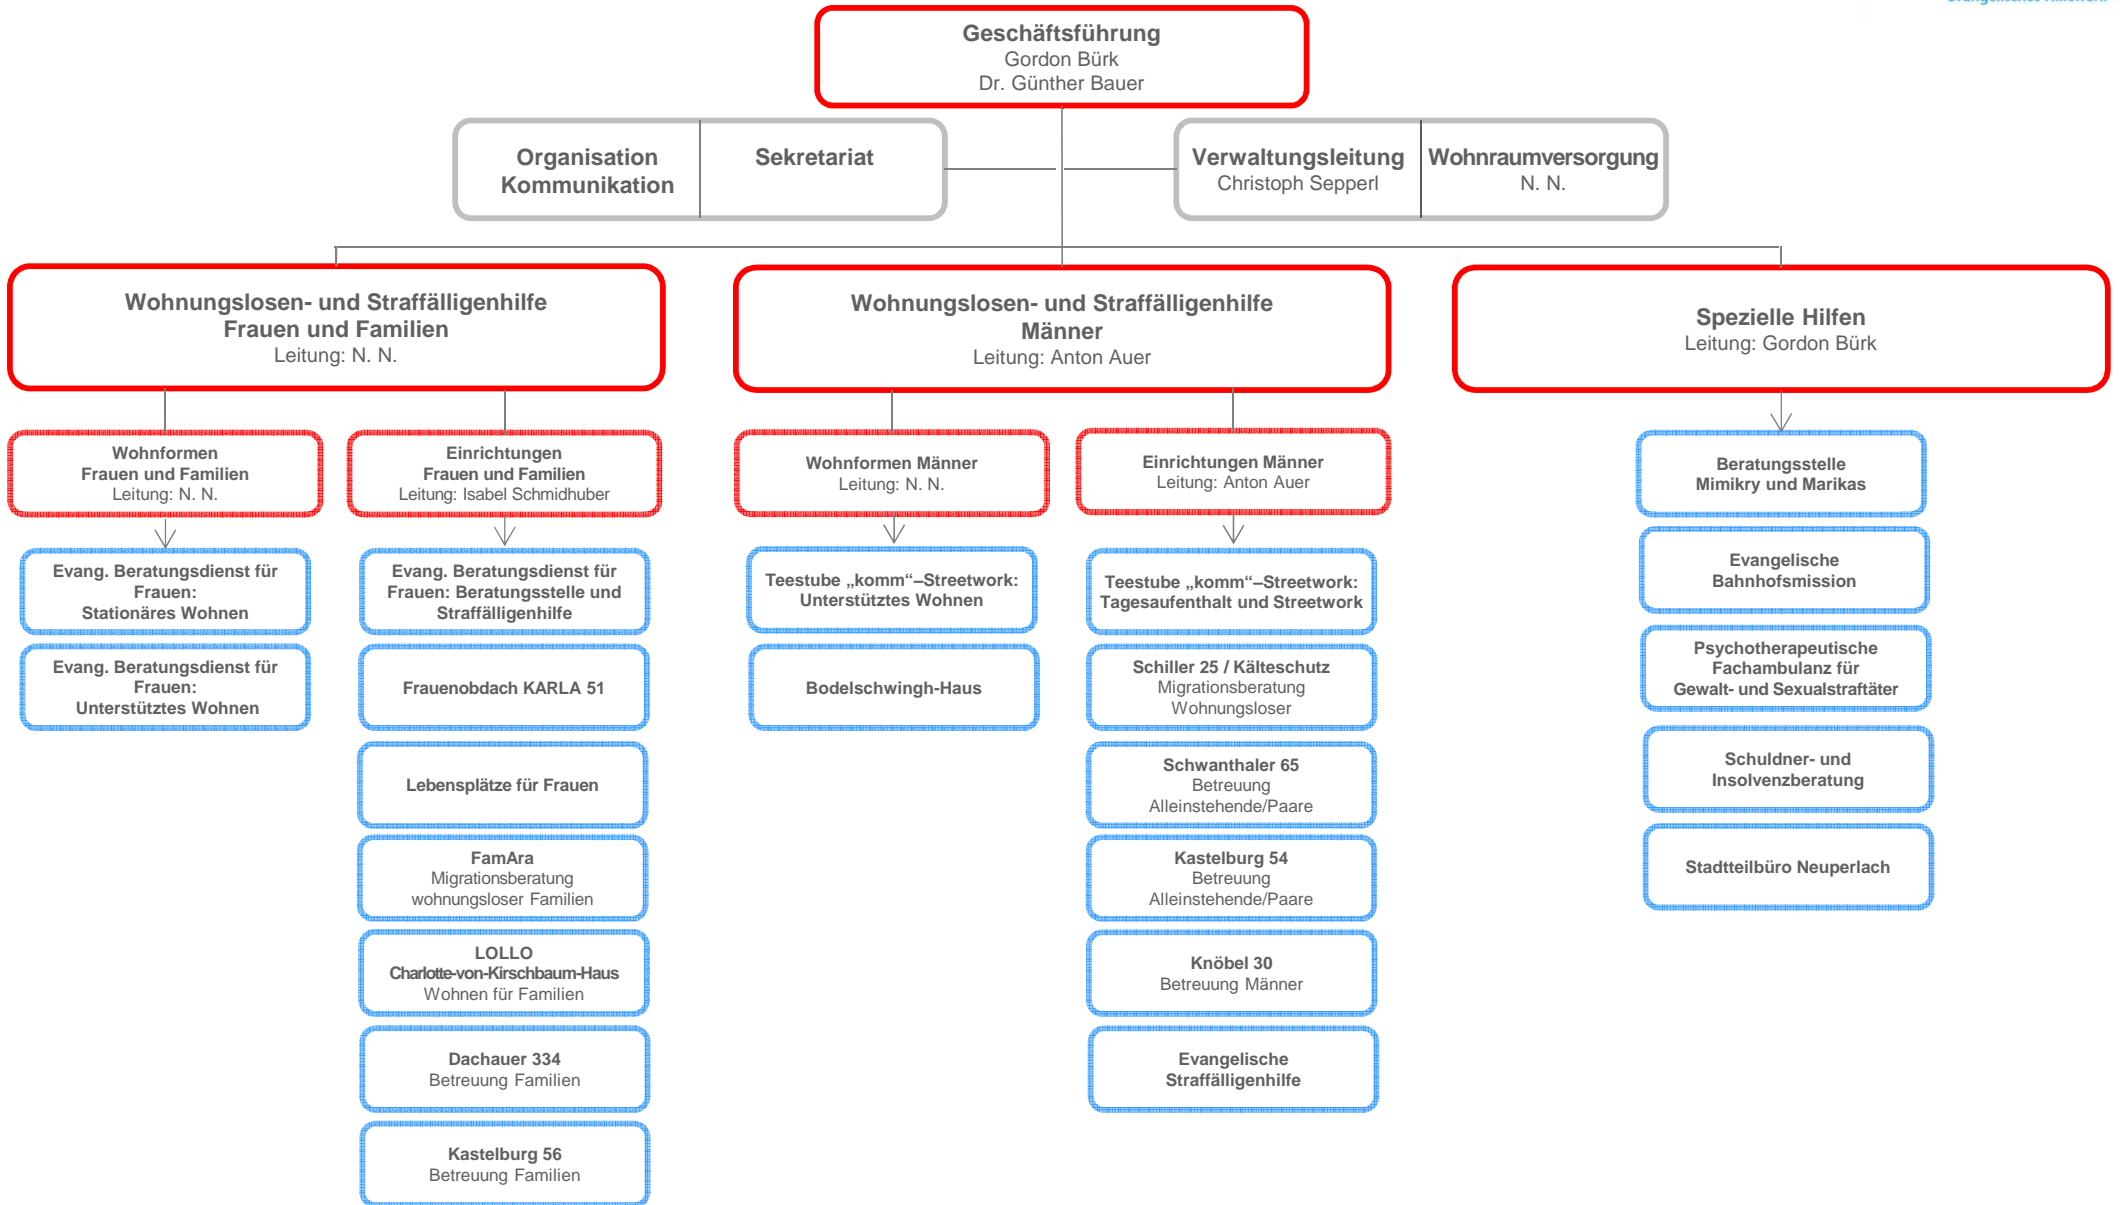 Geschäftsführung
Gordon Bürk
Dr. Günther Bauer
Organisation
Kommunikation
Sekretariat
Verwaltungsleitung
Christoph Sepperl
Wohnraumversorgung
N. N.
Wohnungslosen- und Straffälligenhilfe
Frauen und Familien
Leitung: N. N.
Wohnungslosen- und Straffälligenhilfe
Männer
Leitung: Anton Auer
Spezielle Hilfen
Leitung: Gordon Bürk
Wohnformen
Frauen und Familien
Leitung: N. N.
Evang. Beratungsdienst für
Frauen:
Stationäres Wohnen
Evang. Beratungsdienst für
Frauen:
Unterstütztes Wohnen
Einrichtungen
Frauen und Familien
Leitung: Isabel Schmidhuber
Evang. Beratungsdienst für
Frauen: Beratungsstelle und
Straffälligenhilfe
Frauenobdach KARLA 51
Lebensplätze für Frauen
FamAra
Migrationsberatung
wohnungsloser Familien
LOLLO
Charlotte-von-Kirschbaum-Haus
Wohnen für Familien
Dachauer 334
Betreuung Familien
Kastelburg 56
Betreuung Familien
Wohnformen Männer
Leitung: N. N.
Teestube „komm“–Streetwork:
Unterstütztes Wohnen
Bodelschwingh-Haus
Einrichtungen Männer
Leitung: Anton Auer
Teestube „komm“–Streetwork:
Tagesaufenthalt und Streetwork
Schiller 25 / Kälteschutz
Migrationsberatung
Wohnungsloser
Schwanthaler 65
Betreuung
Alleinstehende/Paare
Kastelburg 54
Betreuung
Alleinstehende/Paare
Knöbel 30
Betreuung Männer
Evangelische
Straffälligenhilfe
Beratungsstelle
Mimikry und Marikas
Evangelische
Bahnhofsmission
Psychotherapeutische
Fachambulanz für
Gewalt- und Sexualstraftäter
Schuldner- und
Insolvenzberatung
Stadtteilbüro Neuperlach